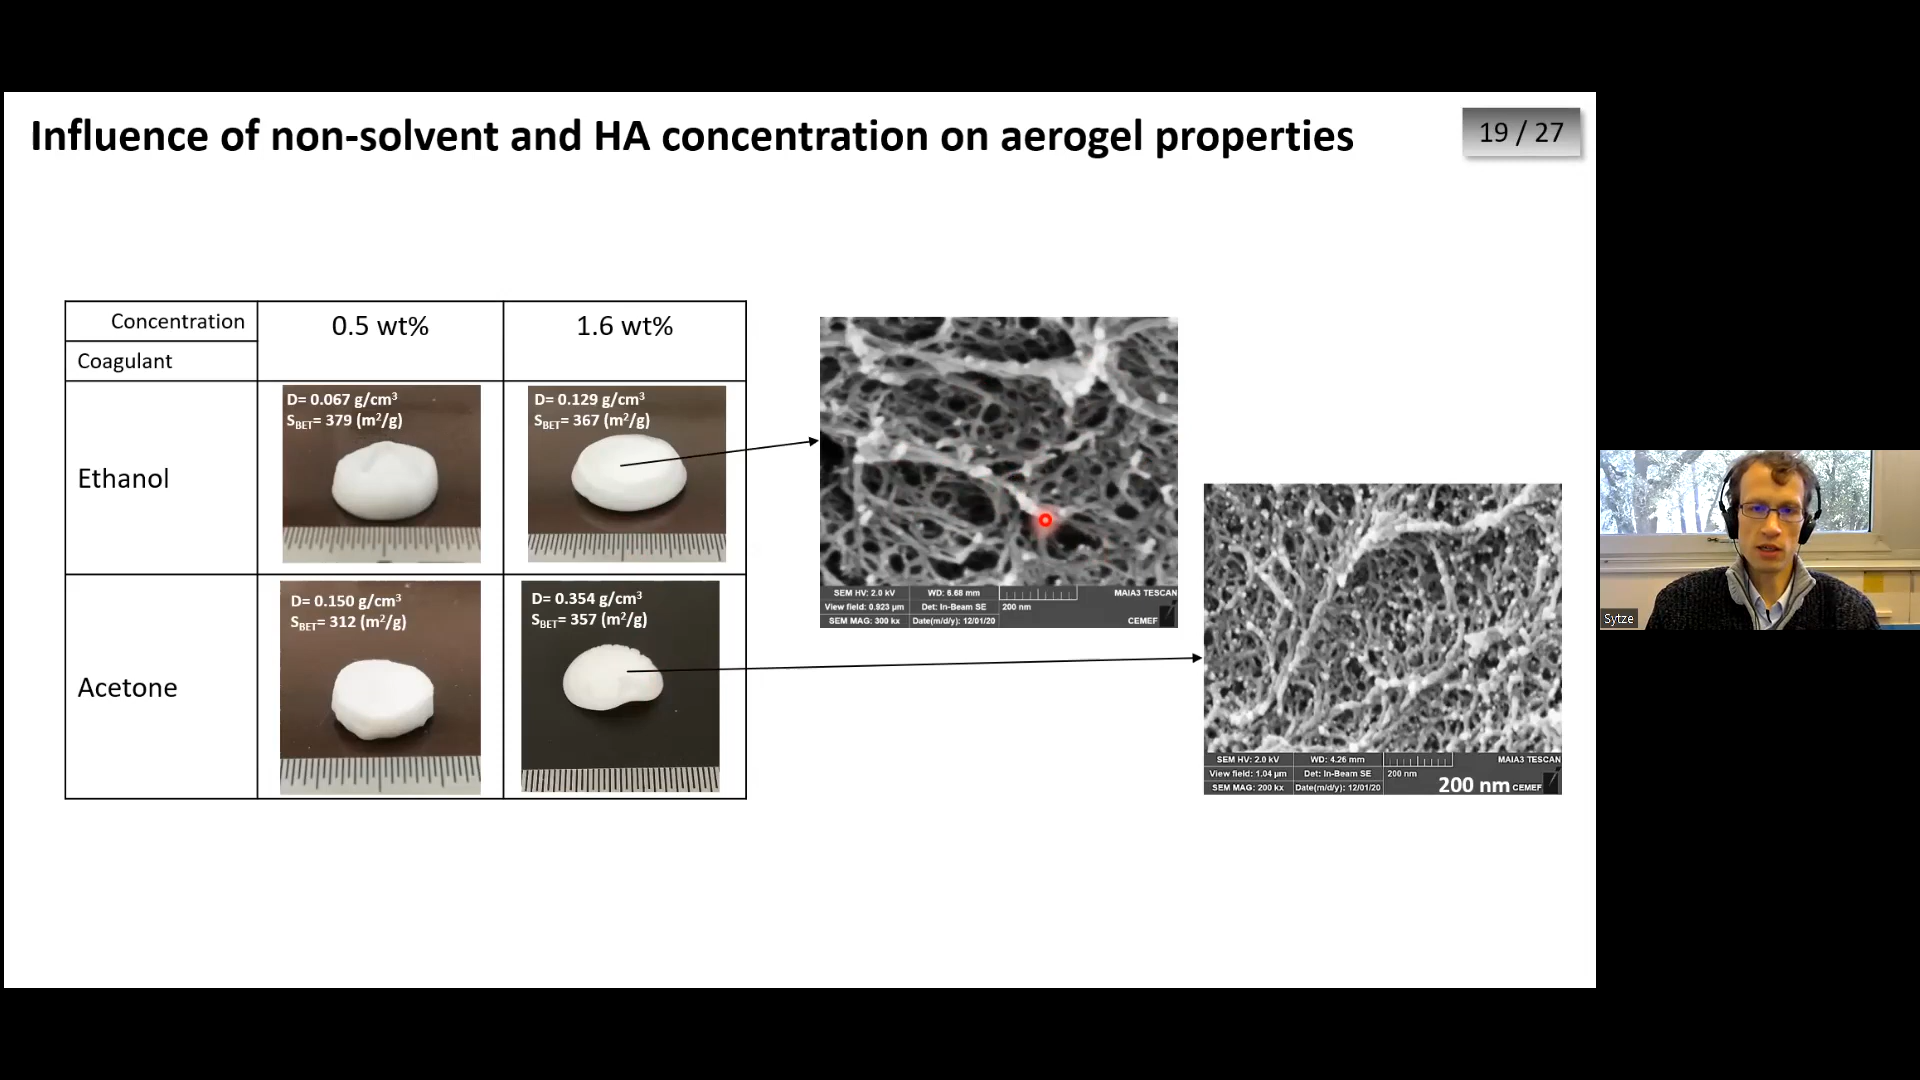 Influence of non-solvent and HA concentration on aerogel properties
19 / 27
Concentration
0.5 wt%
1.6 wt%
Coagulant
Ethanol
D= 0.067 g/cm³
S_BET= 379 (m²/g)
D= 0.129 g/cm³
S_BET= 367 (m²/g)
Acetone
D= 0.150 g/cm³
S_BET= 312 (m²/g)
D= 0.354 g/cm³
S_BET= 357 (m²/g)
SEM HV: 2.0 kV WD: 6.68 mm MAIA3 TESCAN
View field: 0.923 µm Det: In-Beam SE 200 nm
SEM MAG: 300 kx Date(m/d/y): 12/01/20 CEMEF
SEM HV: 2.0 kV WD: 4.26 mm MAIA3 TESCAN
View field: 1.04 µm Det: In-Beam SE 200 nm
SEM MAG: 200 kx Date(m/d/y): 12/01/20 200 nm CEMEF
Sytze